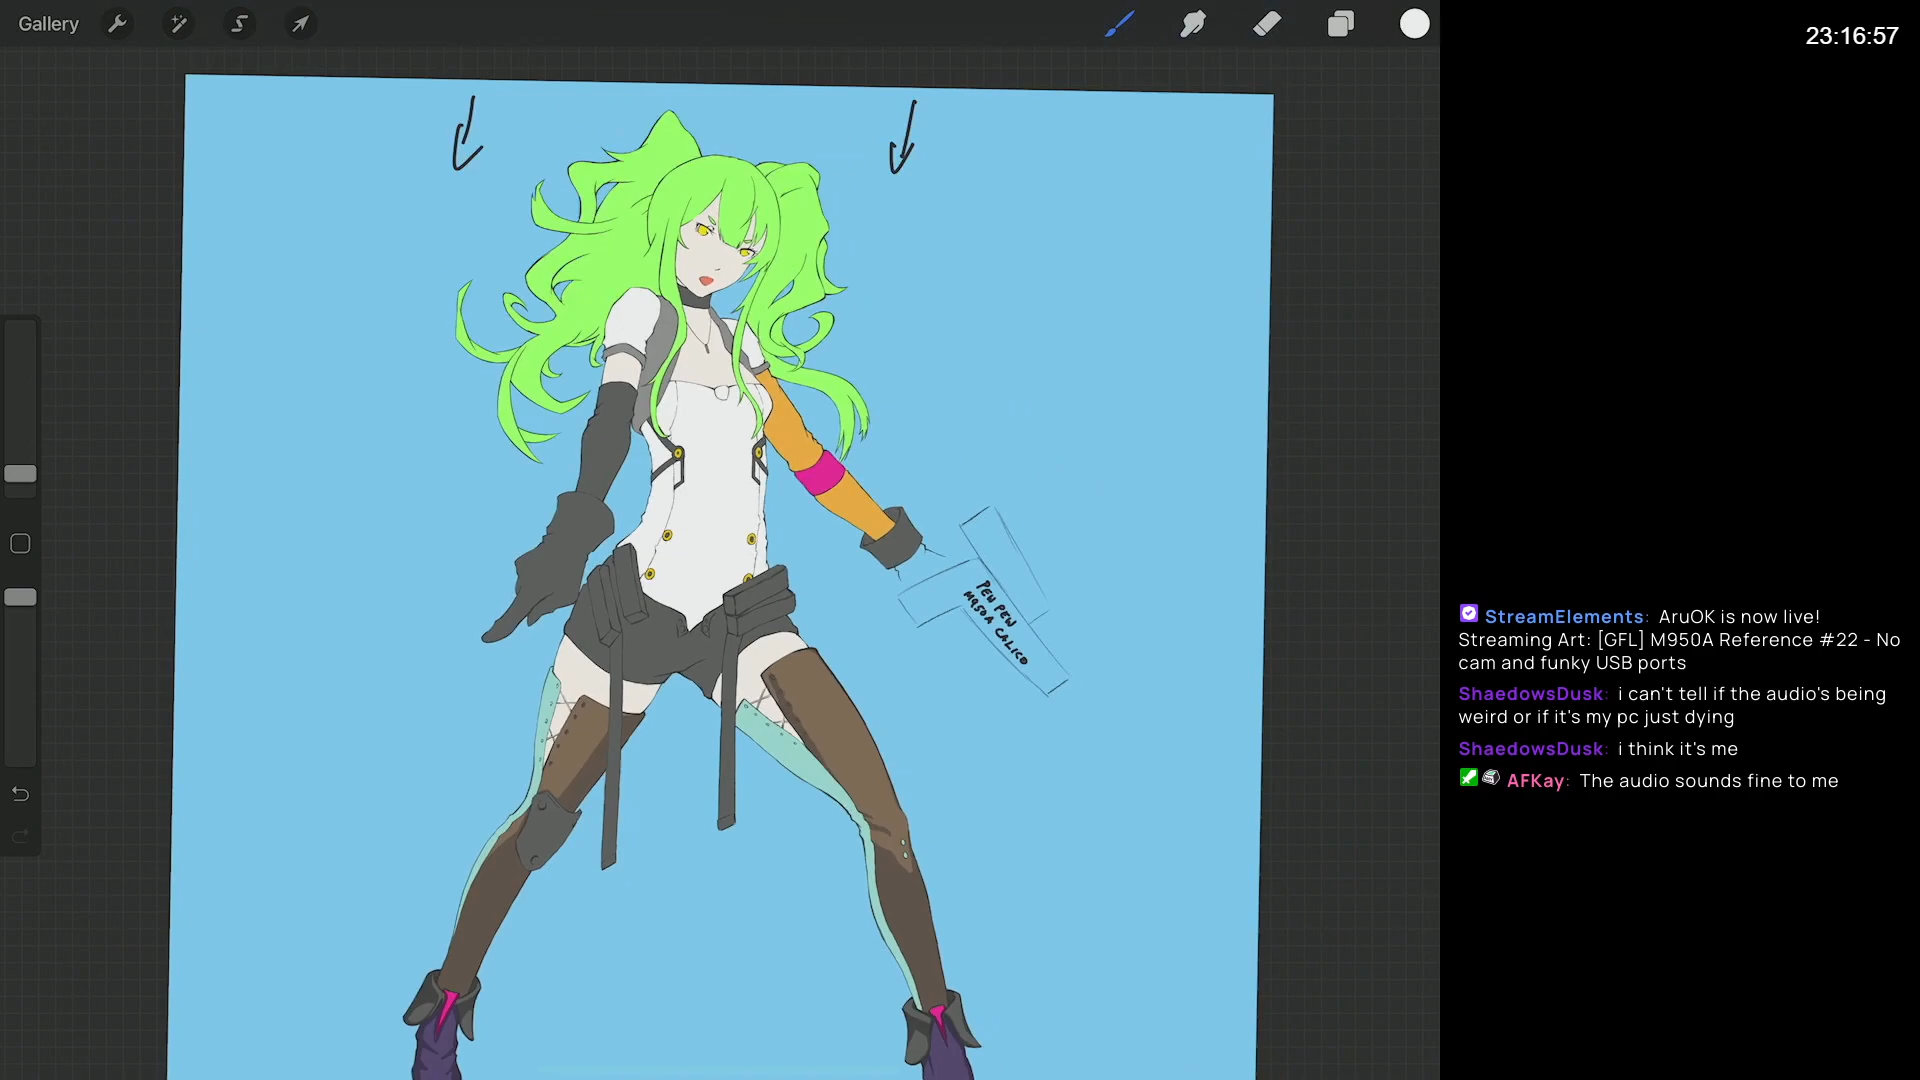 Gallery
23:16:57
PEW PEW
M950A CALICO
StreamElements: AruOK is now live!
Streaming Art: [GFL] M950A Reference #22 - No
cam and funky USB ports
ShaedowsDusk: i can't tell if the audio's being
weird or if it's my pc just dying
ShaedowsDusk: i think it's me
AFKay: The audio sounds fine to me